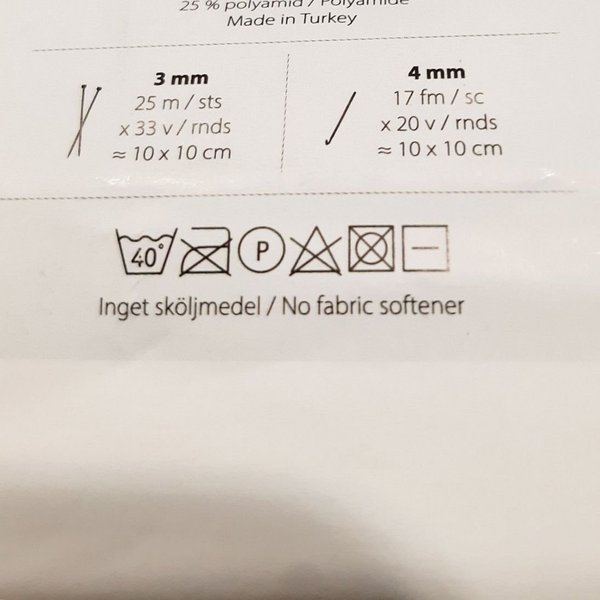 25 % polyamid / Polyamide
Made in Turkey
3 mm
25 m / sts
x 33 v / rnds
≈ 10 x 10 cm
4 mm
17 fm / sc
x 20 v / rnds
≈ 10 x 10 cm
40° P
Inget sköljmedel / No fabric softener